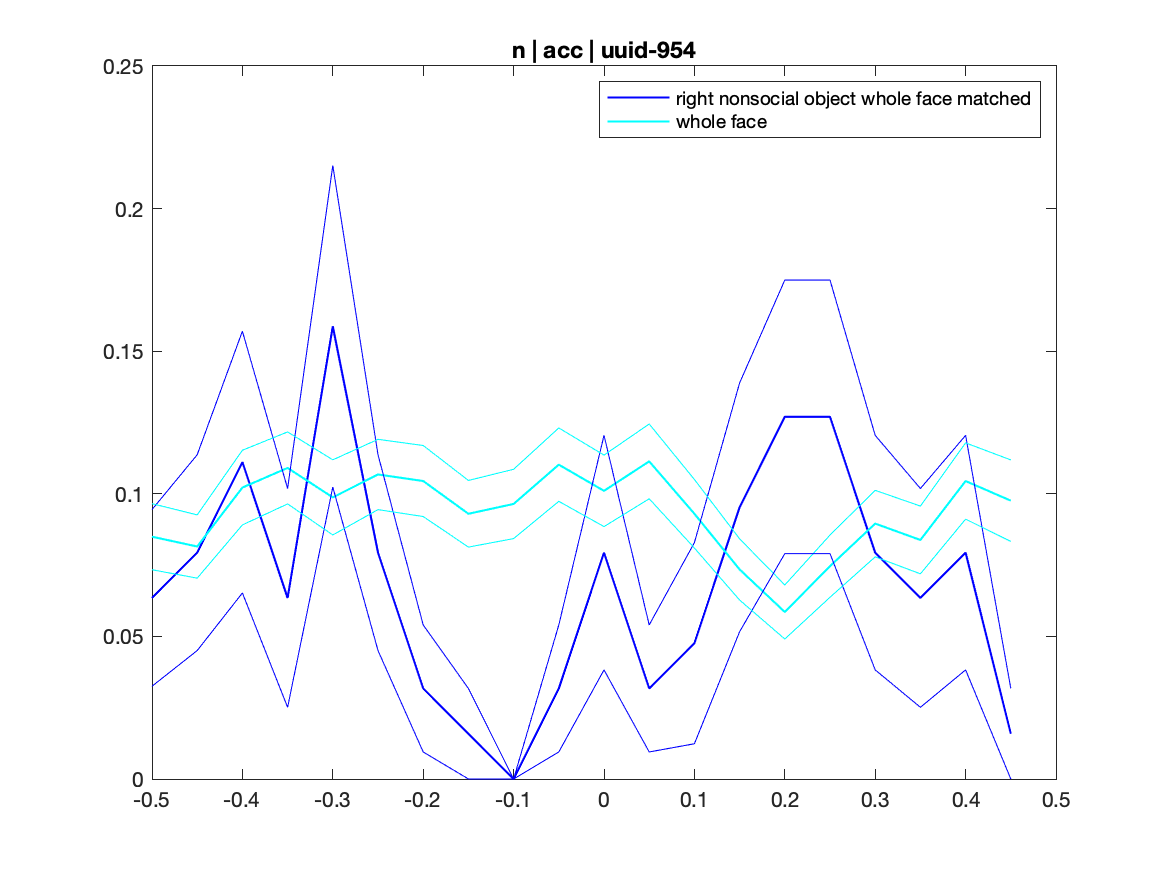 n | acc | uuid-954
right nonsocial object whole face matched
whole face
0.25
0.2
0.15
0.1
0.05
0
-0.5 -0.4 -0.3 -0.2 -0.1 0 0.1 0.2 0.3 0.4 0.5